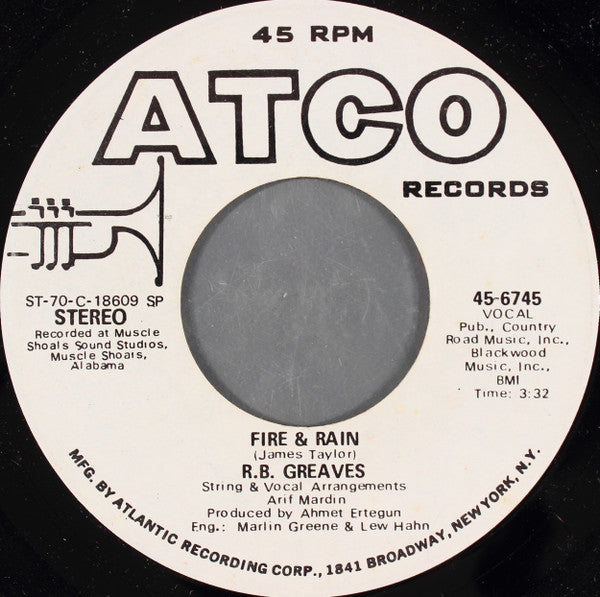 45 RPM
ATCO
RECORDS
ST-70-C-18609 SP
STEREO
Recorded at Muscle
Shoals Sound Studios,
Muscle Shoals,
Alabama
45-6745
VOCAL
Pub., Country
Road Music, Inc.,
Blackwood
Music, Inc.,
BMI
Time: 3:32
FIRE & RAIN
(James Taylor)
R.B. GREAVES
String & Vocal Arrangements
Arif Mardin
Produced by Ahmet Ertegun
Eng.: Marlin Greene & Lew Hahn
MFG. BY ATLANTIC RECORDING CORP., 1841 BROADWAY, NEW YORK, N.Y.